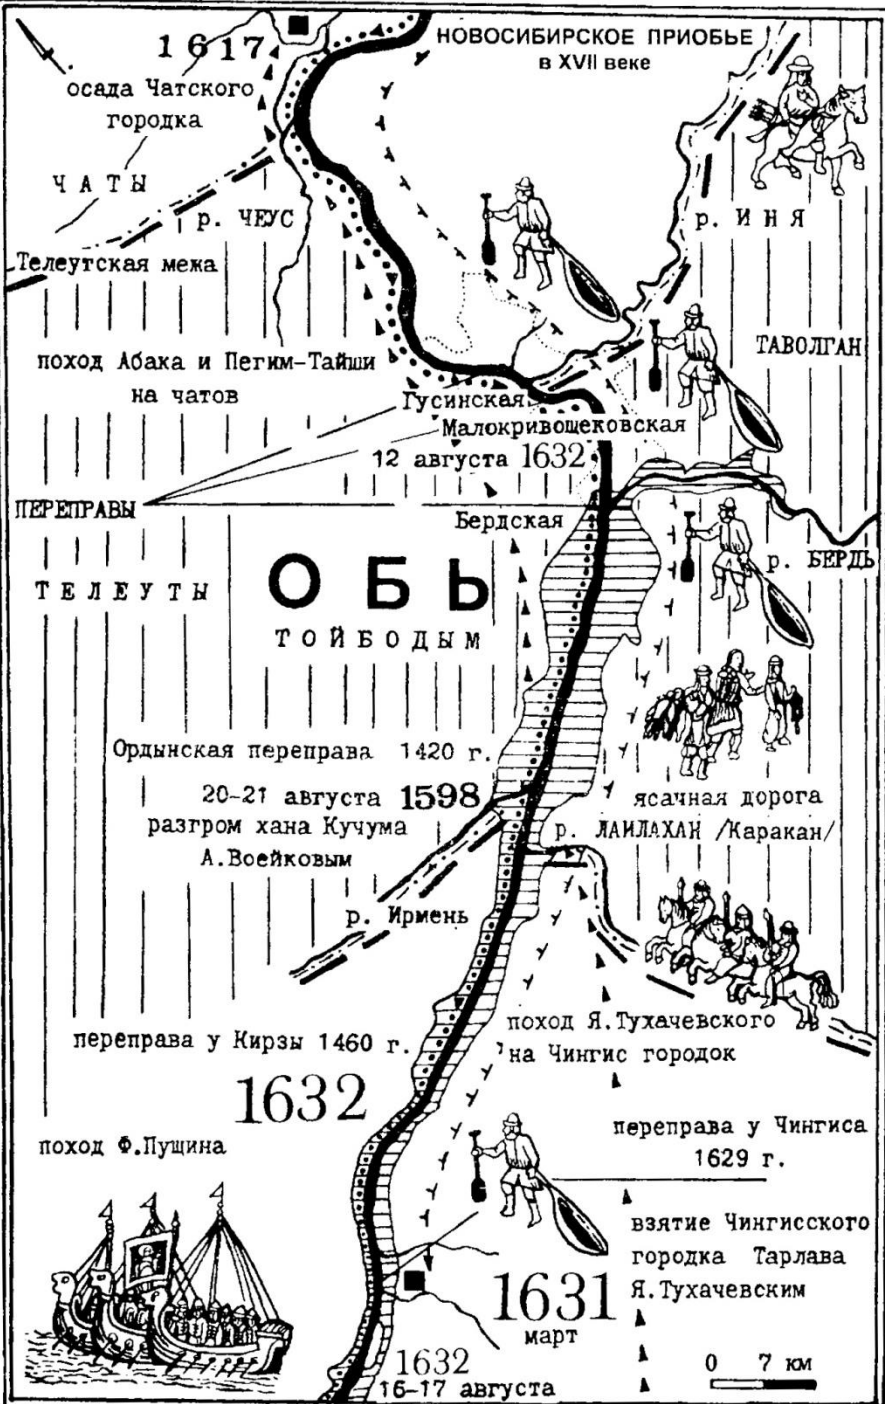 НОВОСИБИРСКОЕ ПРИОБЬЕ
в XVII веке
1617
осада Чатского
городка
ЧАТЫ
р. ЧЕУС
р. ИНЯ
Телеутская межа
поход Абака и Пегим-Тайши
на чатов
ТАВОЛГАН
Гусинская
Малокривощековская
12 августа 1632
ПЕРЕПРАВЫ
Бердская
р. БЕРДЬ
ТЕЛЕУТЫ
ОБЬ
ТОЙБОДЫМ
Ордынская переправа 1420 г.
20-21 августа 1598
разгром хана Кучума
А.Воейковым
ясачная дорога
р. ЛАИЛАХАН /Каракан/
р. Ирмень
переправа у Кирзы 1460 г.
поход Я.Тухачевского
на Чингис городок
1632
поход Ф.Пущина
переправа у Чингиса
1629 г.
взятие Чингисского
городка Тарлава
Я.Тухачевским
1631
март
1632
16-17 августа
0 7 км